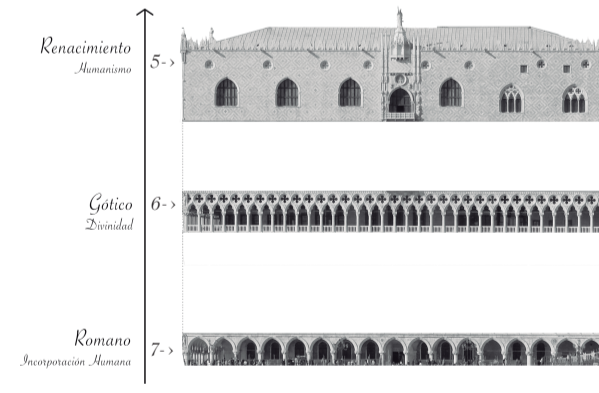 Renacimiento
Humanismo
5->
Gótico
Divinidad
6->
Romano
Incorporación Humana
7->